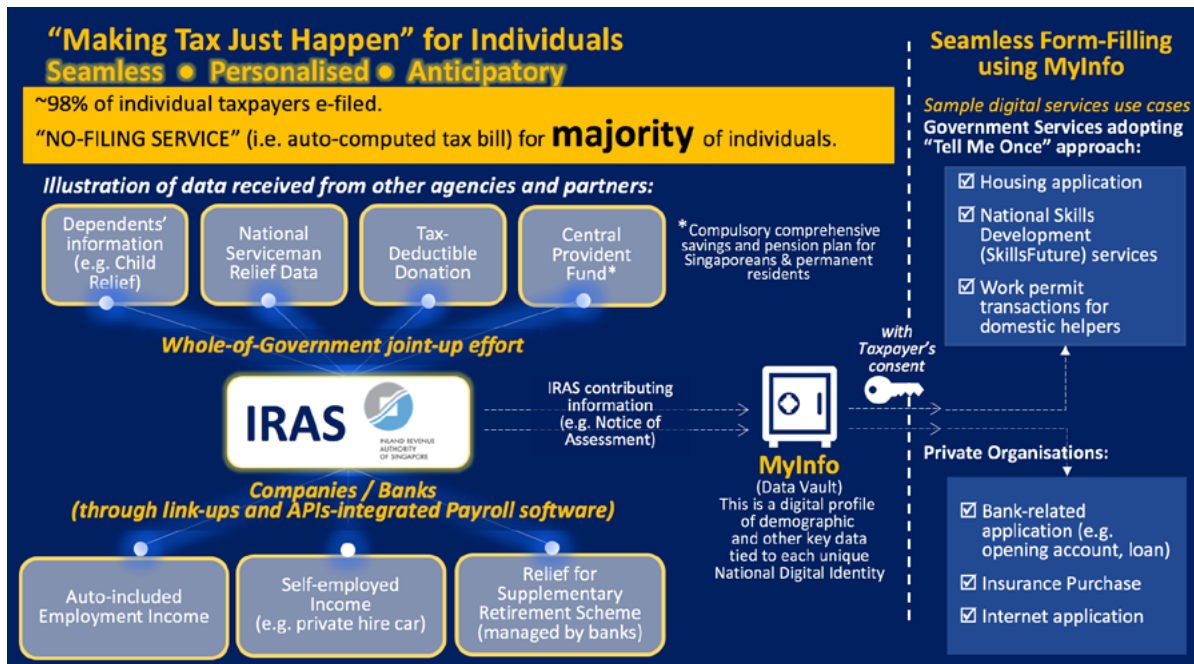 “Making Tax Just Happen” for Individuals
Seamless ● Personalised ● Anticipatory
~98% of individual taxpayers e-filed.
“NO-FILING SERVICE” (i.e. auto-computed tax bill) for majority of individuals.
Illustration of data received from other agencies and partners:
Dependents’
information
(e.g. Child
Relief)
National
Serviceman
Relief Data
Tax-
Deductible
Donation
Central
Provident
Fund*
*Compulsory comprehensive
savings and pension plan for
Singaporeans & permanent
residents
Whole-of-Government joint-up effort
IRAS
INLAND REVENUE
AUTHORITY
OF SINGAPORE
IRAS contributing
information
(e.g. Notice of
Assessment)
Companies / Banks
(through link-ups and APIs-integrated Payroll software)
Auto-included
Employment Income
Self-employed
Income
(e.g. private hire car)
Relief for
Supplementary
Retirement Scheme
(managed by banks)
MyInfo
(Data Vault)
This is a digital profile
of demographic
and other key data
tied to each unique
National Digital Identity
with
Taxpayer’s
consent
Seamless Form-Filling
using MyInfo
Sample digital services use cases
Government Services adopting
“Tell Me Once” approach:
☑ Housing application
☑ National Skills
Development
(SkillsFuture) services
☑ Work permit
transactions for
domestic helpers
Private Organisations:
☑ Bank-related
application (e.g.
opening account, loan)
☑ Insurance Purchase
☑ Internet application